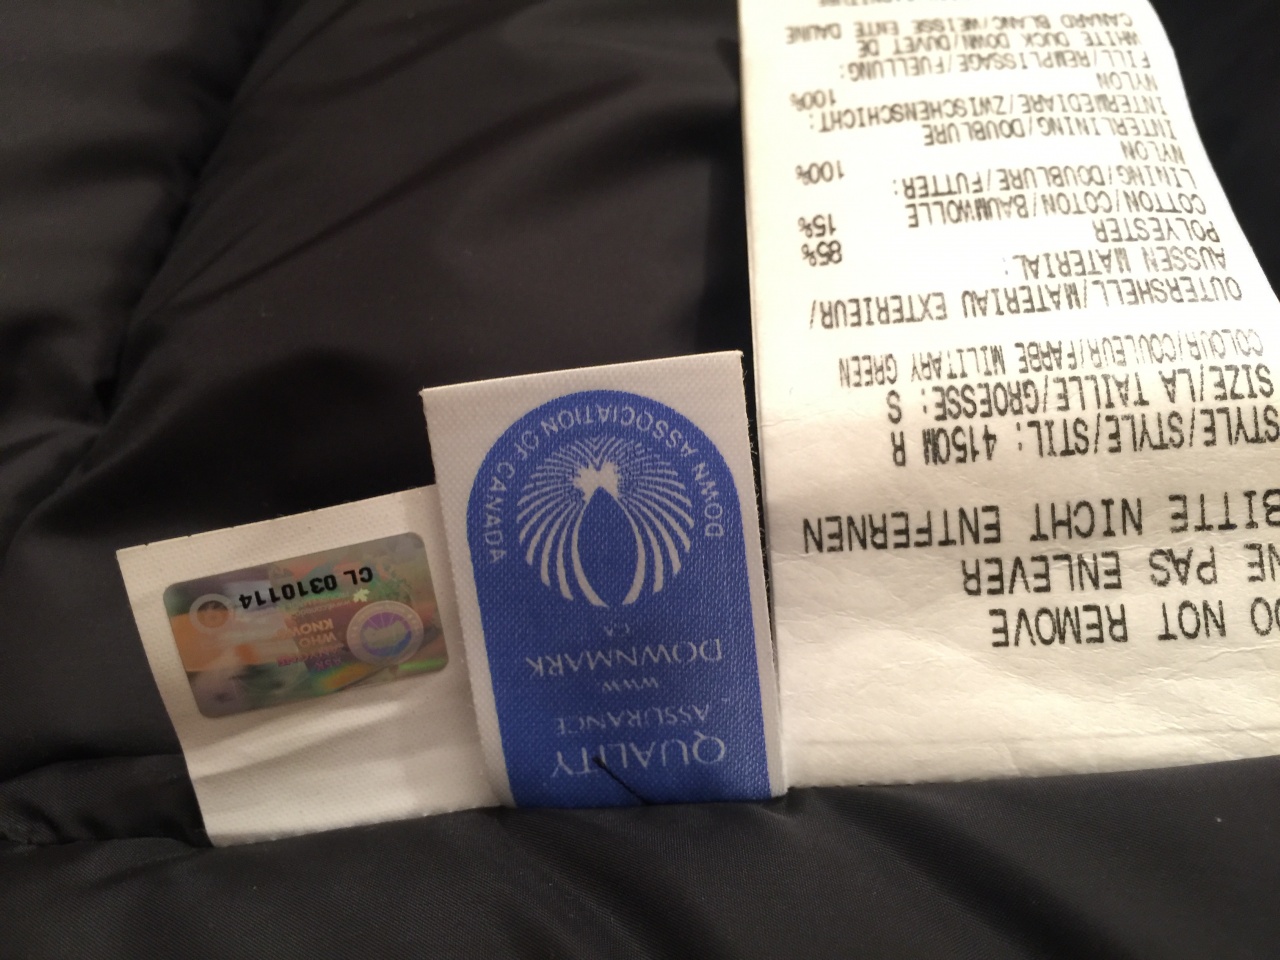 DO NOT REMOVE
NE PAS ENLEVER
BITTE NICHT ENTFERNEN
STYLE/STYLE/STIL: 4150M R
SIZE/LA TAILLE/GROESSE: S
COLOUR/COULEUR/FARBE MILITARY GREEN
OUTERSHELL/MATERIAU EXTERIEUR/
AUSSEN MATERIAL:
POLYESTER 85%
COTTON/COTON/BAUMWOLLE 15%
LINING/DOUBLURE/FUTTER:
NYLON 100%
INTERLINING/DOUBLURE
INTERMEDIARE/ZWISCHENSCHICHT:
NYLON 100%
FILL/REMPLISSAGE/FUELLUNG:
WHITE DUCK DOWN/DUVET DE
CANARD BLANC/WEISSE ENTE DAUNE
QUALITY
ASSURANCE
WWW
DOWNMARK
CA
DOWN ASSOCIATION OF CANADA
WHO
KNOW
CL 0310114